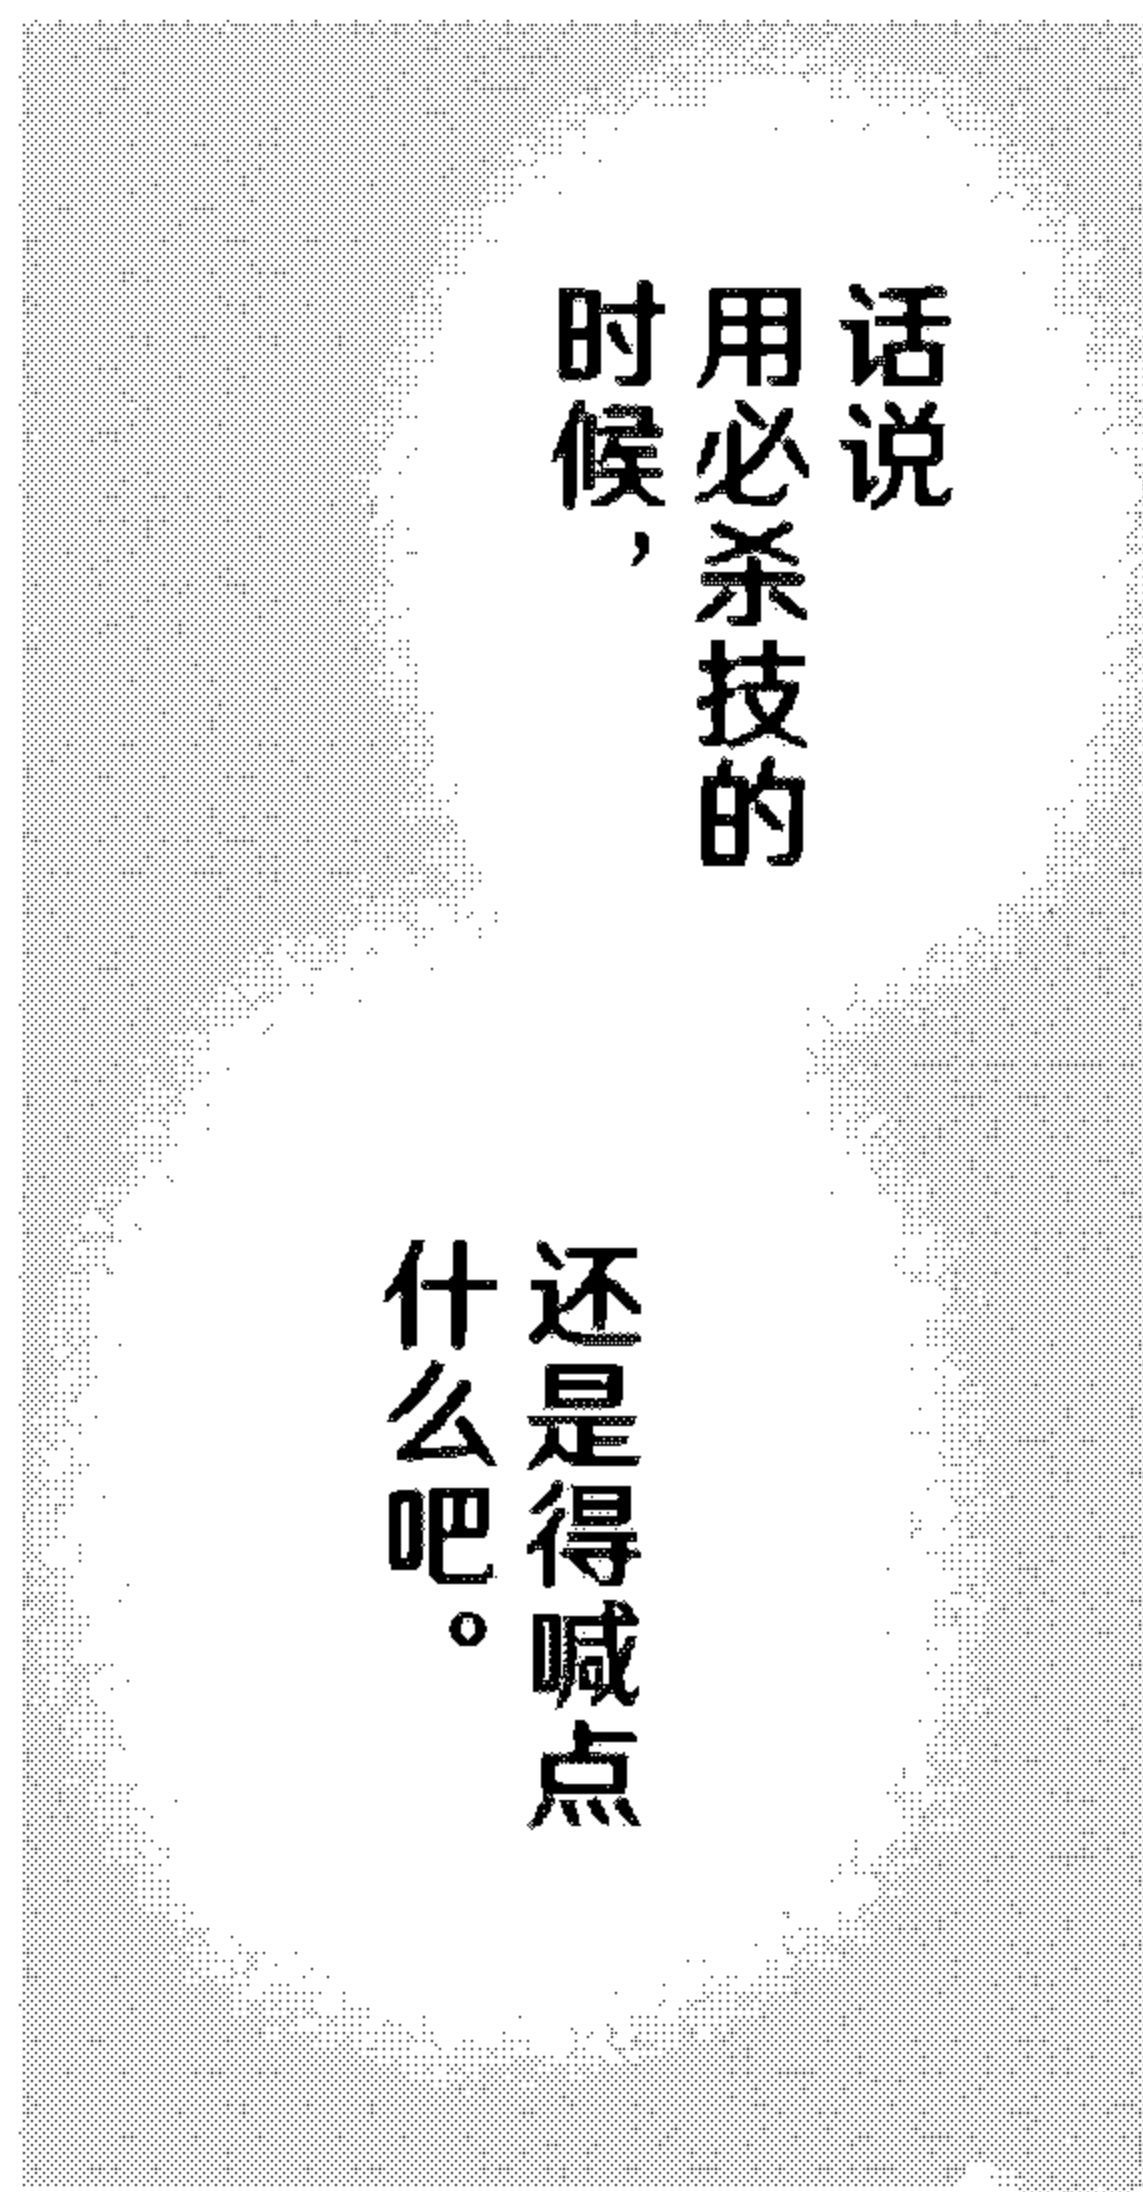 话说
用必杀技的
时候，
还是得喊点
什么吧。